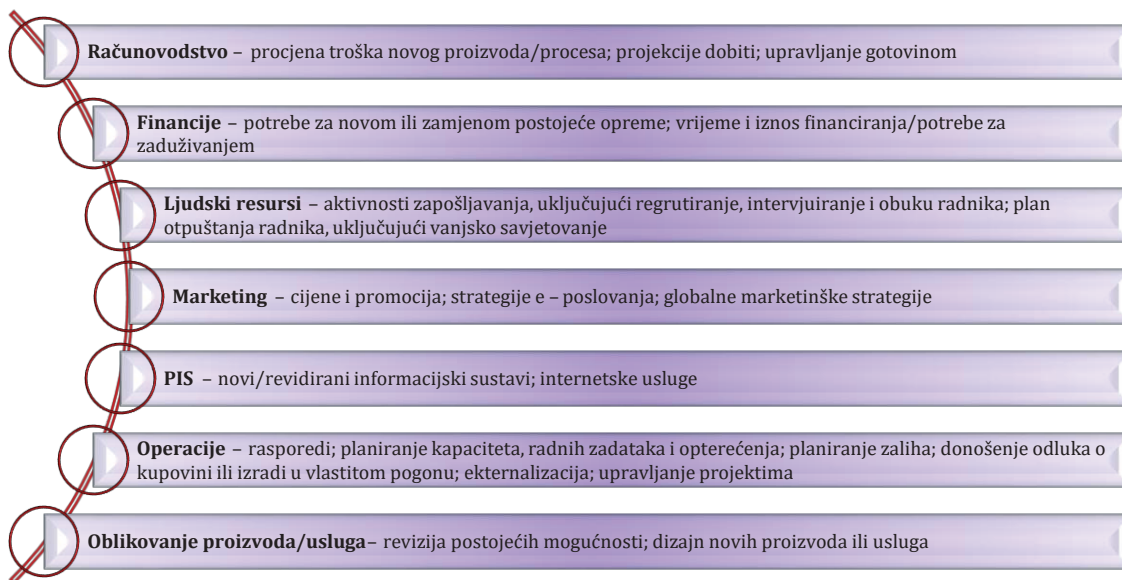 Računovodstvo – procjena troška novog proizvoda/procesa; projekcije dobiti; upravljanje gotovinom
Financije – potrebe za novom ili zamjenom postojeće opreme; vrijeme i iznos financiranja/potrebe za
zaduživanjem
Ljudski resursi – aktivnosti zapošljavanja, uključujući regrutiranje, intervjuiranje i obuku radnika; plan
otpuštanja radnika, uključujući vanjsko savjetovanje
Marketing – cijene i promocija; strategije e – poslovanja; globalne marketinške strategije
PIS – novi/revidirani informacijski sustavi; internetske usluge
Operacije – rasporedi; planiranje kapaciteta, radnih zadataka i opterećenja; planiranje zaliha; donošenje odluka o
kupovini ili izradi u vlastitom pogonu; ekternalizacija; upravljanje projektima
Oblikovanje proizvoda/usluga– revizija postojećih mogućnosti; dizajn novih proizvoda ili usluga